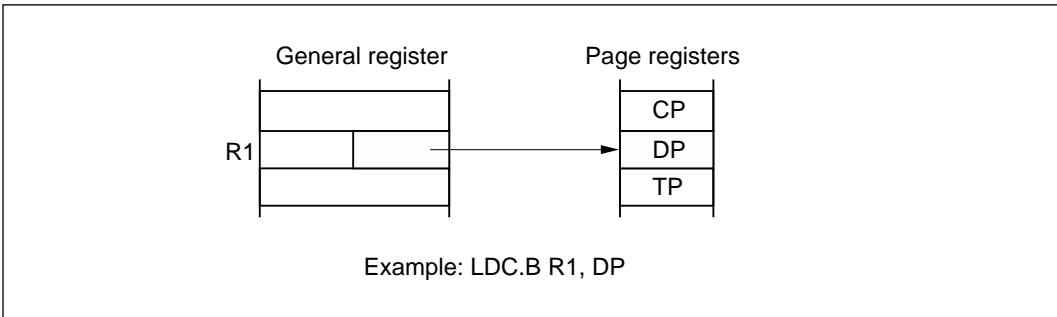 General register Page registers
CP
R1 DP
TP
Example: LDC.B R1, DP